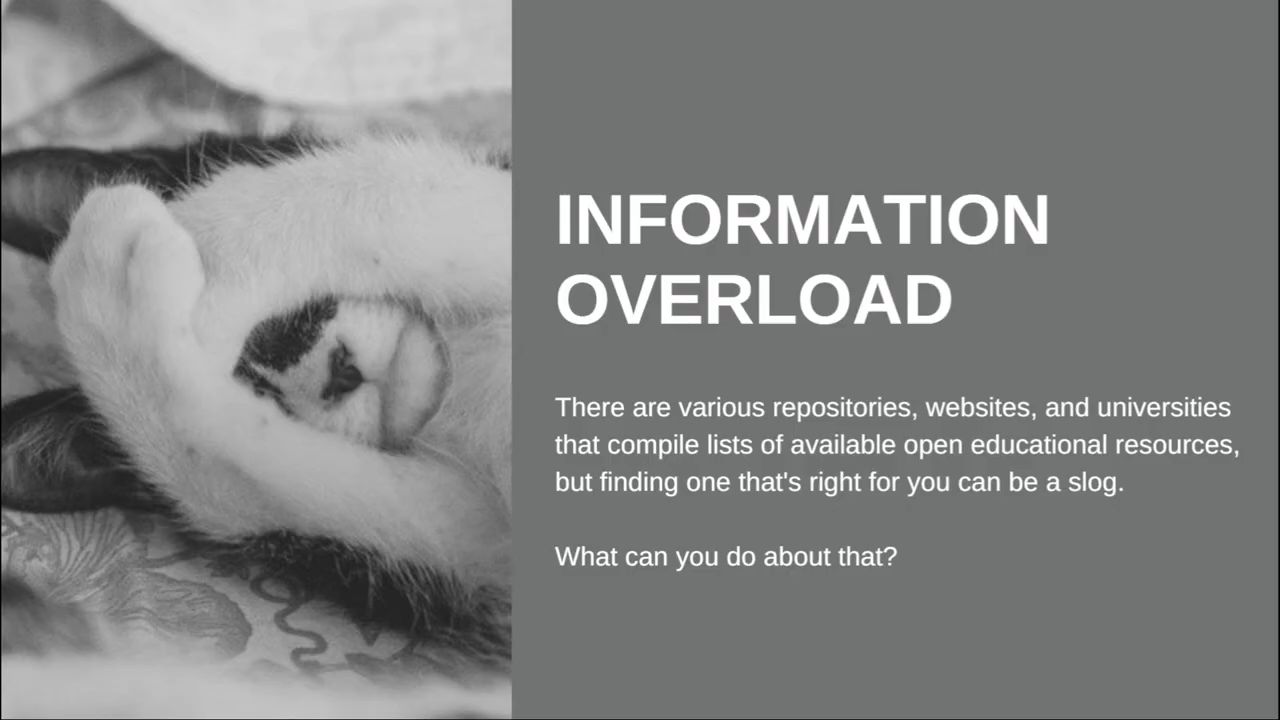 INFORMATION
OVERLOAD
There are various repositories, websites, and universities
that compile lists of available open educational resources,
but finding one that's right for you can be a slog.
What can you do about that?